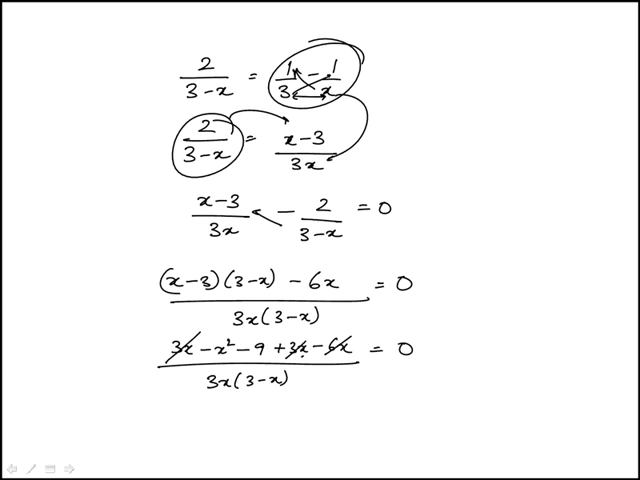 2/(3-x) = 1/3 - 1/x
2/(3-x) = (x-3)/3x
(x-3)/3x - 2/(3-x) = 0
((x-3)(3-x) - 6x)/(3x(3-x)) = 0
(3x - x² - 9 + 3x - 6x)/(3x(3-x)) = 0